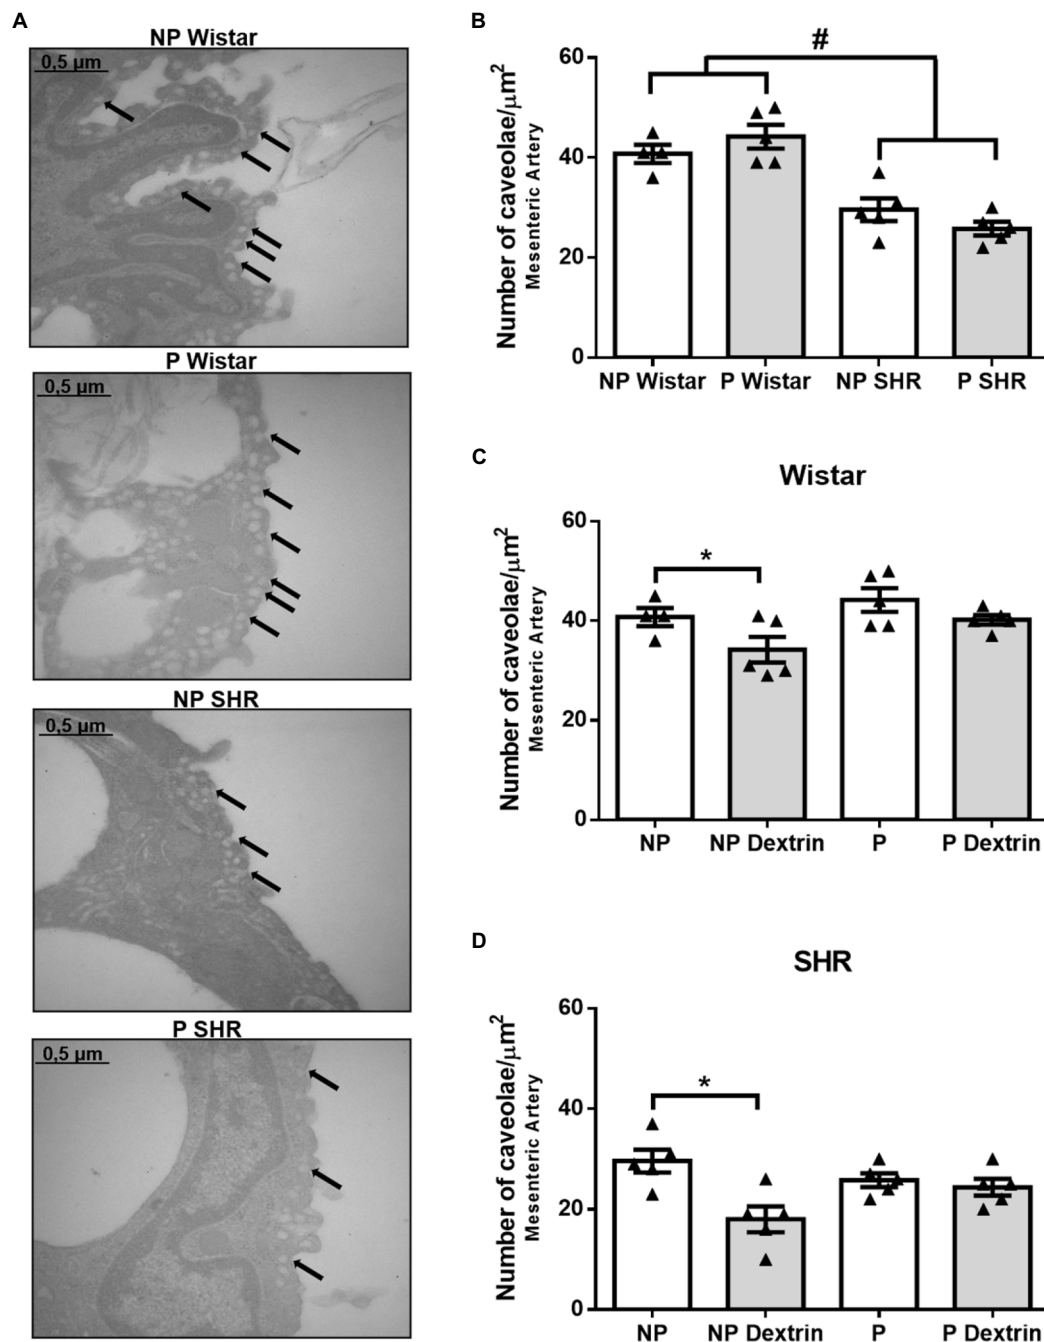 A
NP Wistar
0,5 µm
P Wistar
0,5 µm
NP SHR
0,5 µm
P SHR
0,5 µm
B
Number of caveolae/µm²
Mesenteric Artery
60
40
20
0
#
NP Wistar
P Wistar
NP SHR
P SHR
C
Wistar
Number of caveolae/µm²
Mesenteric Artery
60
40
20
0
*
NP
NP Dextrin
P
P Dextrin
D
SHR
Number of caveolae/µm²
Mesenteric Artery
60
40
20
0
*
NP
NP Dextrin
P
P Dextrin